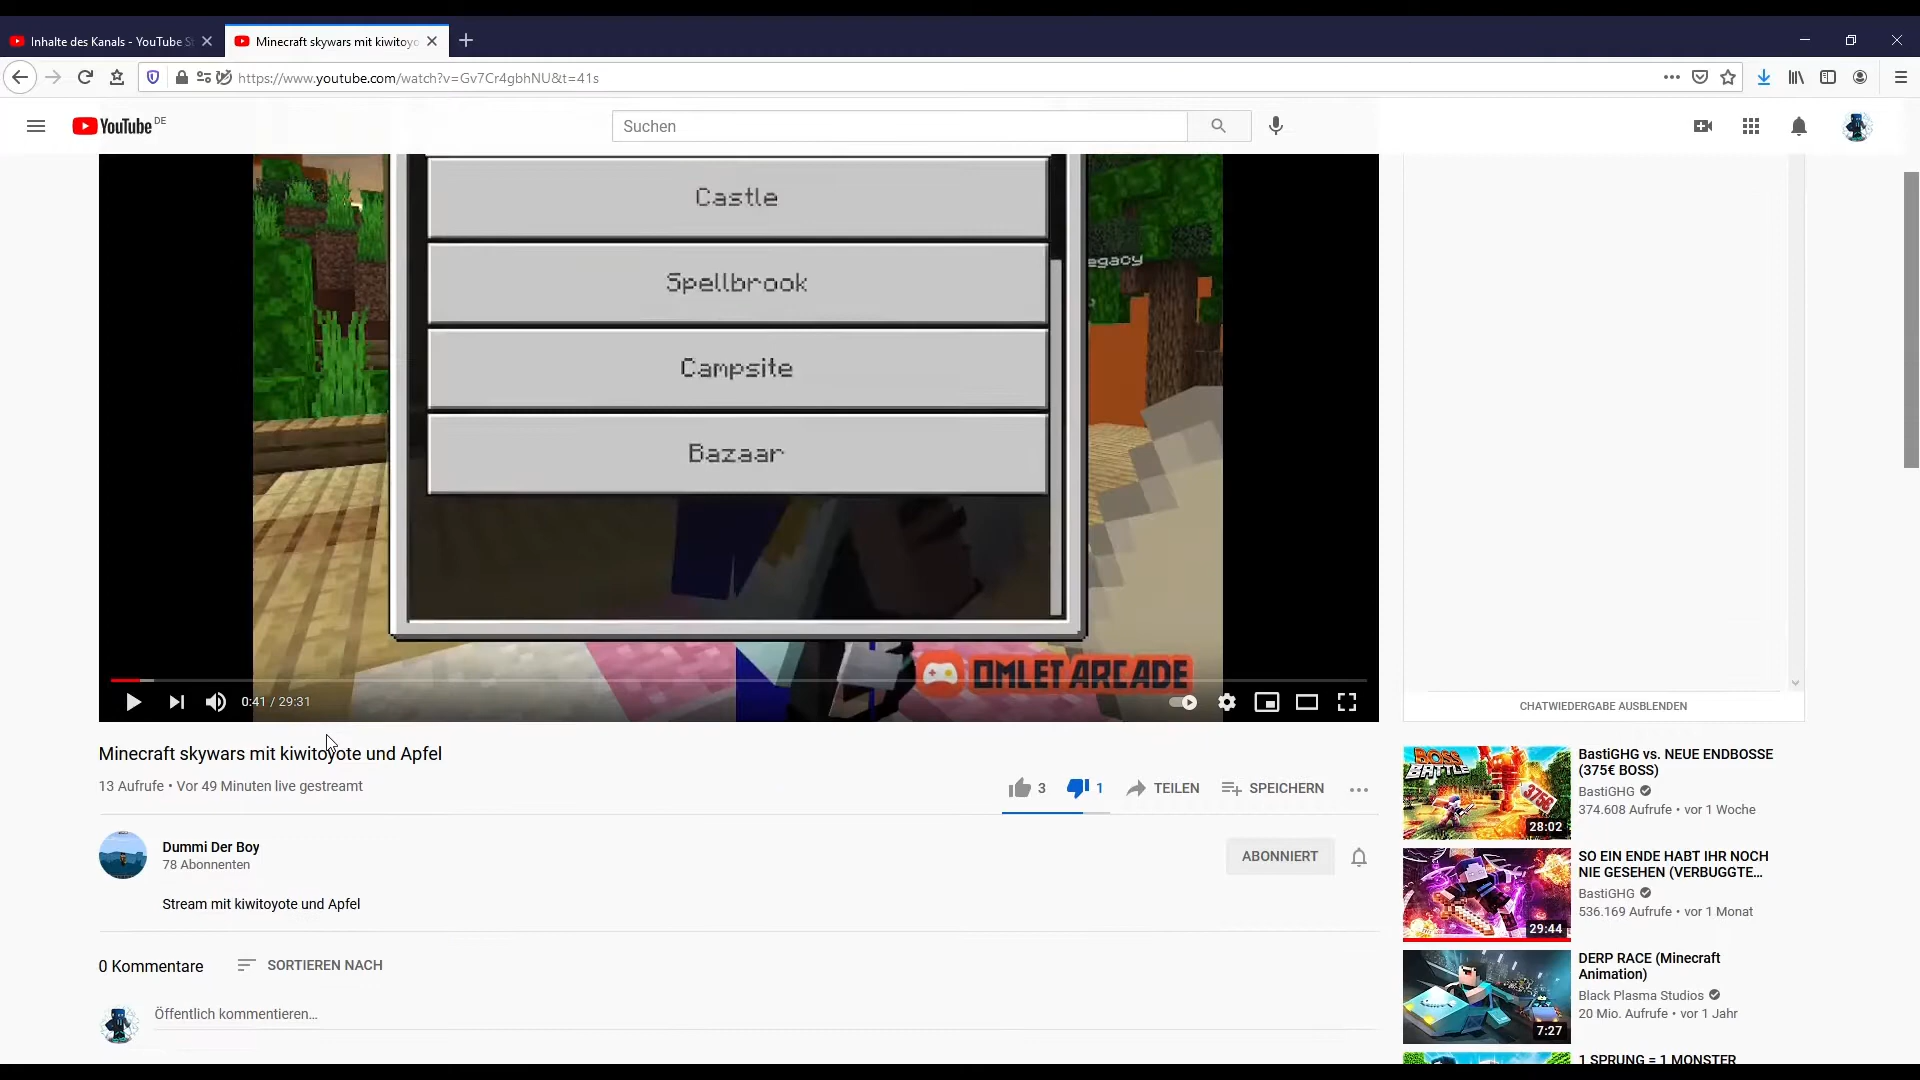 Inhalte des Kanals - YouTube St
Minecraft skywars mit kiwitoyo
https://www.youtube.com/watch?v=Gv7Cr4gbhNU&t=41s
YouTube DE
Suchen
Castle
Spellbrook
Campsite
Bazaar
egacy
OMLET ARCADE
0:41 / 29:31
CHATWIEDERGABE AUSBLENDEN
Minecraft skywars mit kiwitoyote und Apfel
13 Aufrufe • Vor 49 Minuten live gestreamt
3
1
TEILEN
SPEICHERN
Dummi Der Boy
78 Abonnenten
ABONNIERT
Stream mit kiwitoyote und Apfel
0 Kommentare
SORTIEREN NACH
Öffentlich kommentieren...
BOSS
BATTLE
375€
28:02
BastiGHG vs. NEUE ENDBOSSE
(375€ BOSS)
BastiGHG
374.608 Aufrufe • vor 1 Woche
29:44
SO EIN ENDE HABT IHR NOCH
NIE GESEHEN (VERBUGGTE...
BastiGHG
536.169 Aufrufe • vor 1 Monat
7:27
DERP RACE (Minecraft
Animation)
Black Plasma Studios
20 Mio. Aufrufe • vor 1 Jahr
1 SPRUNG = 1 MONSTER